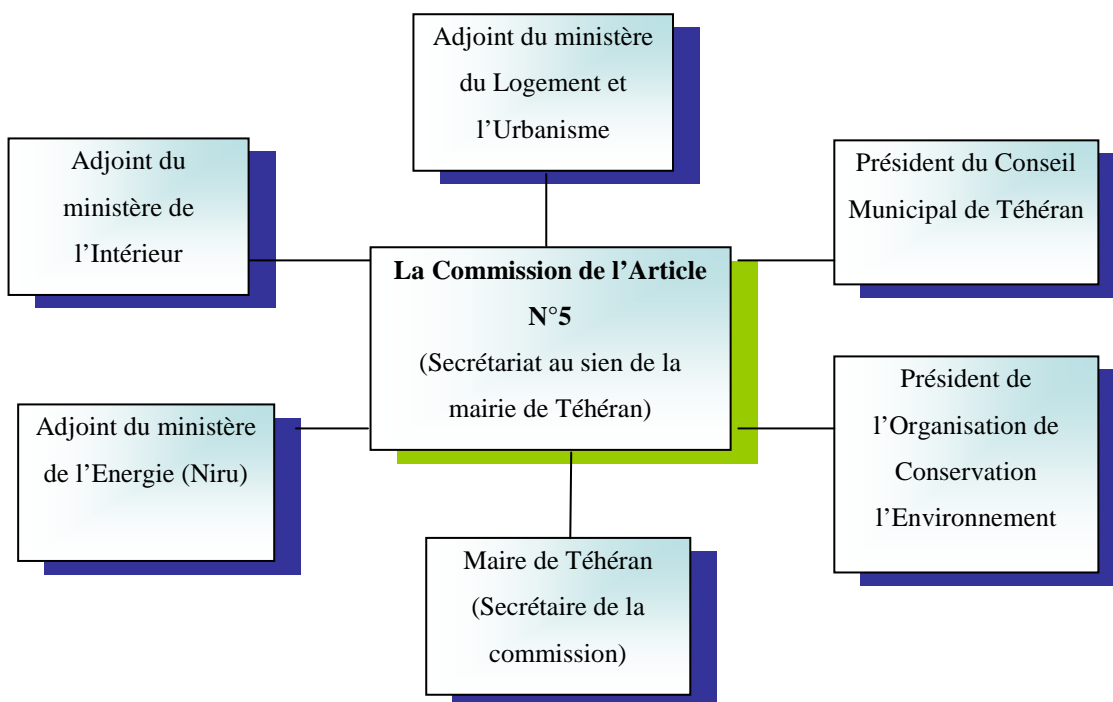 Adjoint du ministère
du Logement et
l'Urbanisme
Adjoint du
ministère de
l'Intérieur
Président du Conseil
Municipal de Téhéran
La Commission de l'Article
N°5
(Secrétariat au sien de la
mairie de Téhéran)
Adjoint du ministère
de l'Energie (Niru)
Président de
l'Organisation de
Conservation
l'Environnement
Maire de Téhéran
(Secrétaire de la
commission)